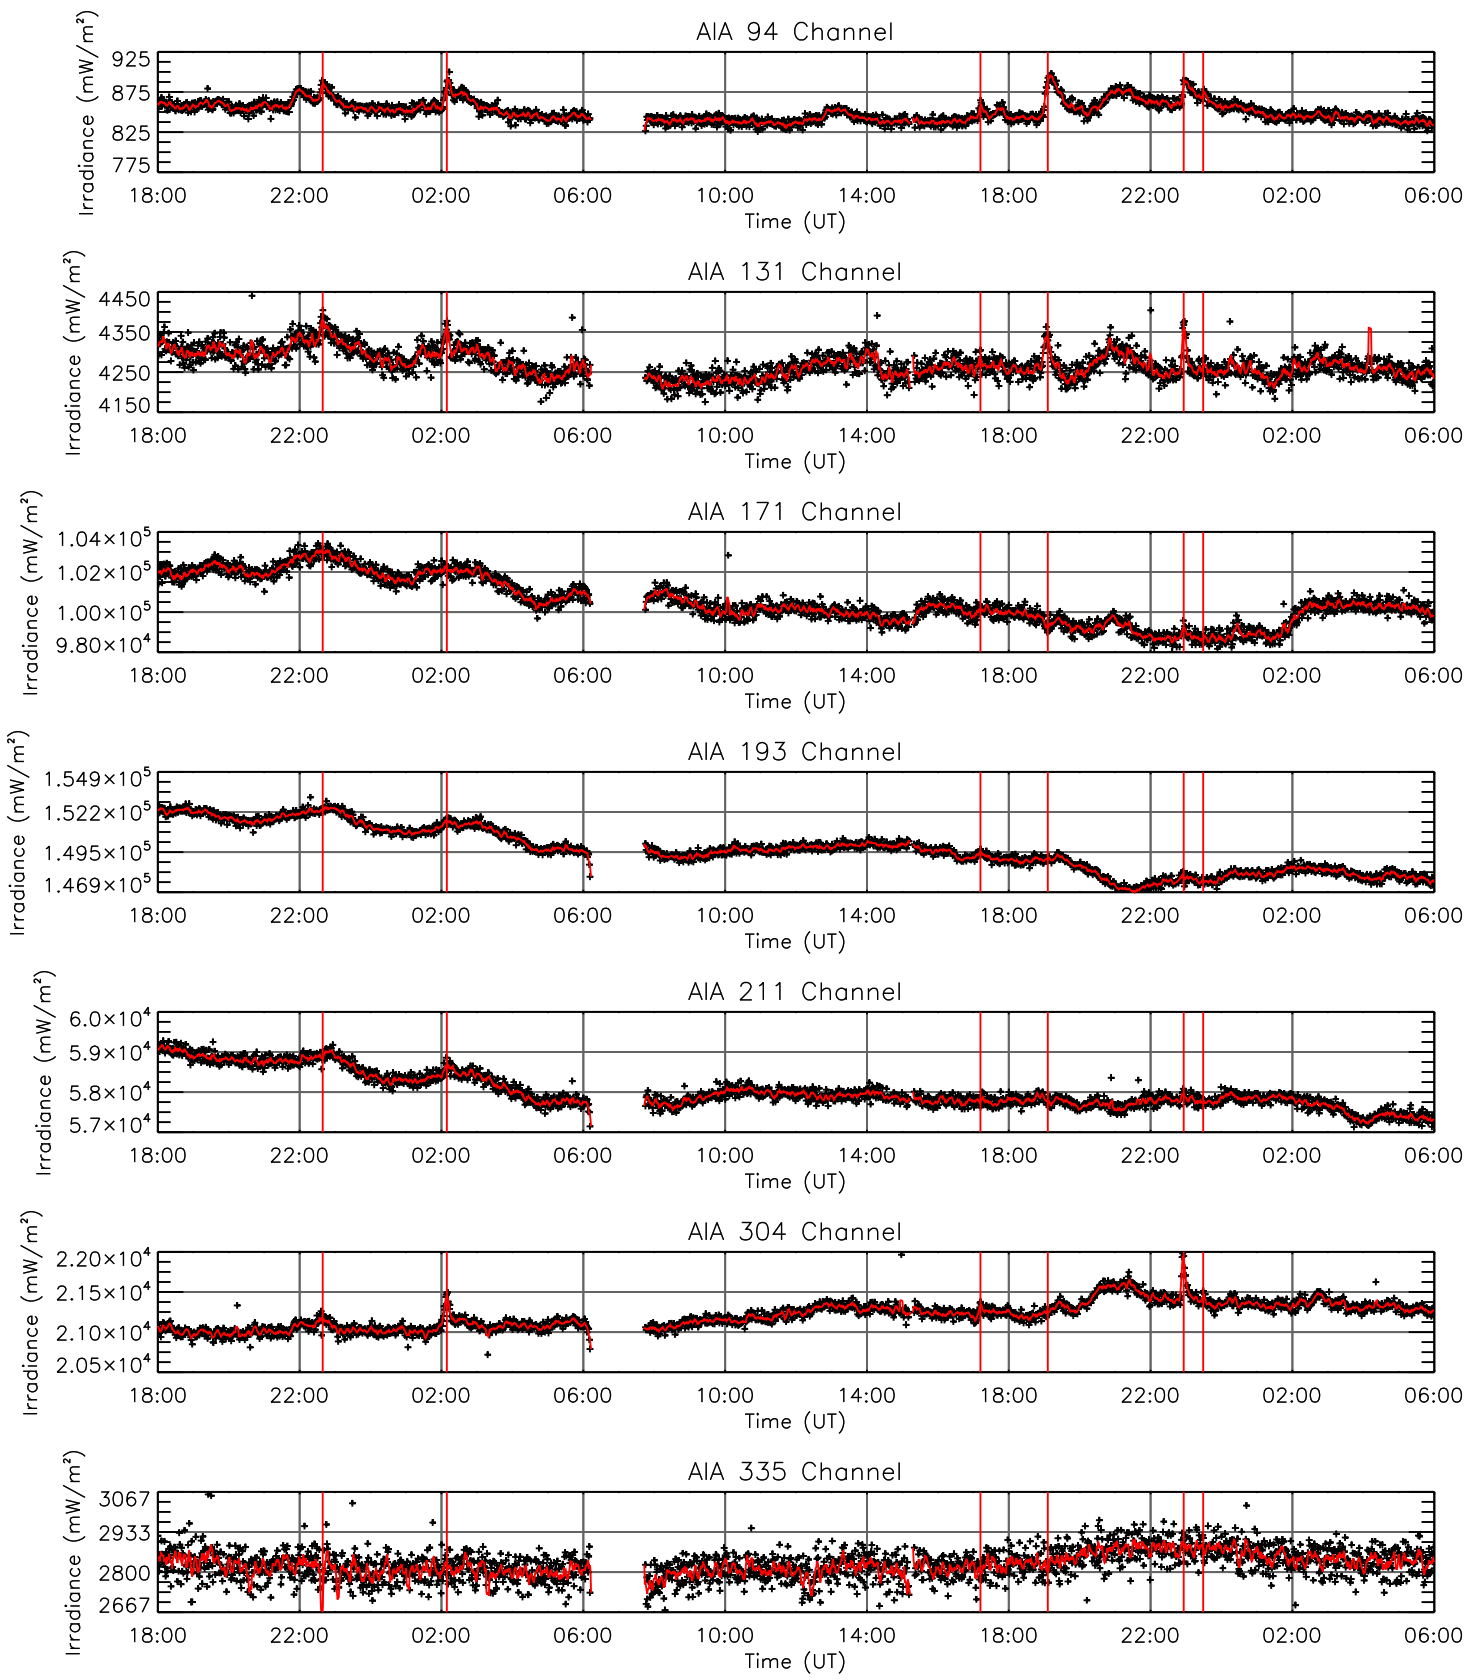 AIA 94 Channel
Irradiance (mW/m²)
925
875
825
775
18:00 22:00 02:00 06:00 10:00 14:00 18:00 22:00 02:00 06:00
Time (UT)
AIA 131 Channel
Irradiance (mW/m²)
4450
4350
4250
4150
18:00 22:00 02:00 06:00 10:00 14:00 18:00 22:00 02:00 06:00
Time (UT)
AIA 171 Channel
Irradiance (mW/m²)
1.04×10⁵
1.02×10⁵
1.00×10⁵
9.80×10⁴
18:00 22:00 02:00 06:00 10:00 14:00 18:00 22:00 02:00 06:00
Time (UT)
AIA 193 Channel
Irradiance (mW/m²)
1.549×10⁵
1.522×10⁵
1.495×10⁵
1.469×10⁵
18:00 22:00 02:00 06:00 10:00 14:00 18:00 22:00 02:00 06:00
Time (UT)
AIA 211 Channel
Irradiance (mW/m²)
6.0×10⁴
5.9×10⁴
5.8×10⁴
5.7×10⁴
18:00 22:00 02:00 06:00 10:00 14:00 18:00 22:00 02:00 06:00
Time (UT)
AIA 304 Channel
Irradiance (mW/m²)
2.20×10⁴
2.15×10⁴
2.10×10⁴
2.05×10⁴
18:00 22:00 02:00 06:00 10:00 14:00 18:00 22:00 02:00 06:00
Time (UT)
AIA 335 Channel
Irradiance (mW/m²)
3067
2933
2800
2667
18:00 22:00 02:00 06:00 10:00 14:00 18:00 22:00 02:00 06:00
Time (UT)